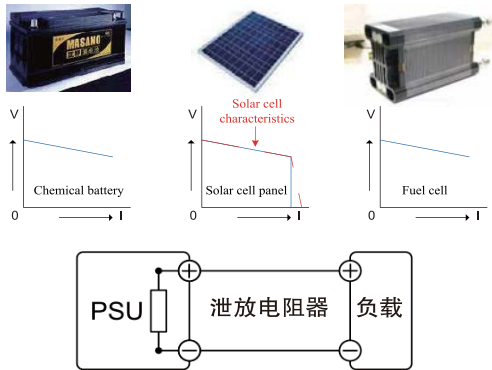 MASANO
V
V
V
Solar cell
characteristics
Chemical battery
Solar cell panel
Fuel cell
0
I
0
I
0
I
PSU
泄放电阻器
负载